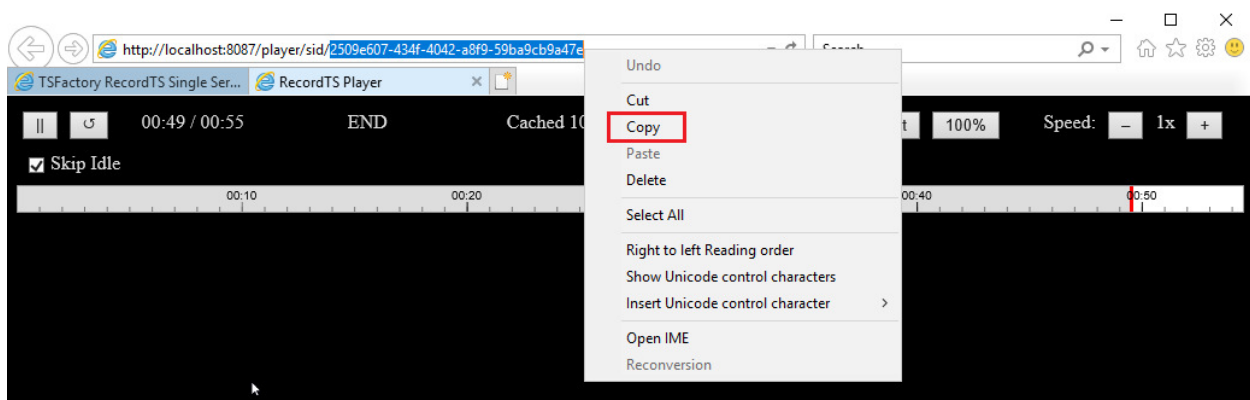 http://localhost:8087/player/sid/2509e607-434f-4042-a8f9-59ba9cb9a47e
TSFactory RecordTS Single Ser...
RecordTS Player
00:49 / 00:55
END
Cached 10
100%
Speed:
–
1x
+
Skip Idle
00:10
00:20
00:40
00:50
Undo
Cut
Copy
Paste
Delete
Select All
Right to left Reading order
Show Unicode control characters
Insert Unicode control character
Open IME
Reconversion